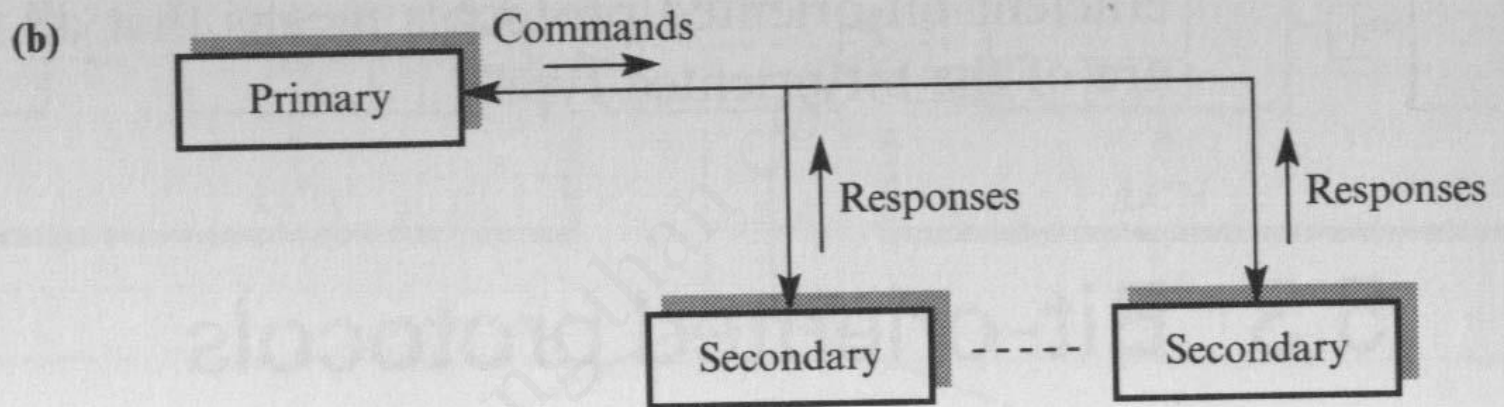 (b)
Commands
Primary
Responses
Responses
Secondary
Secondary